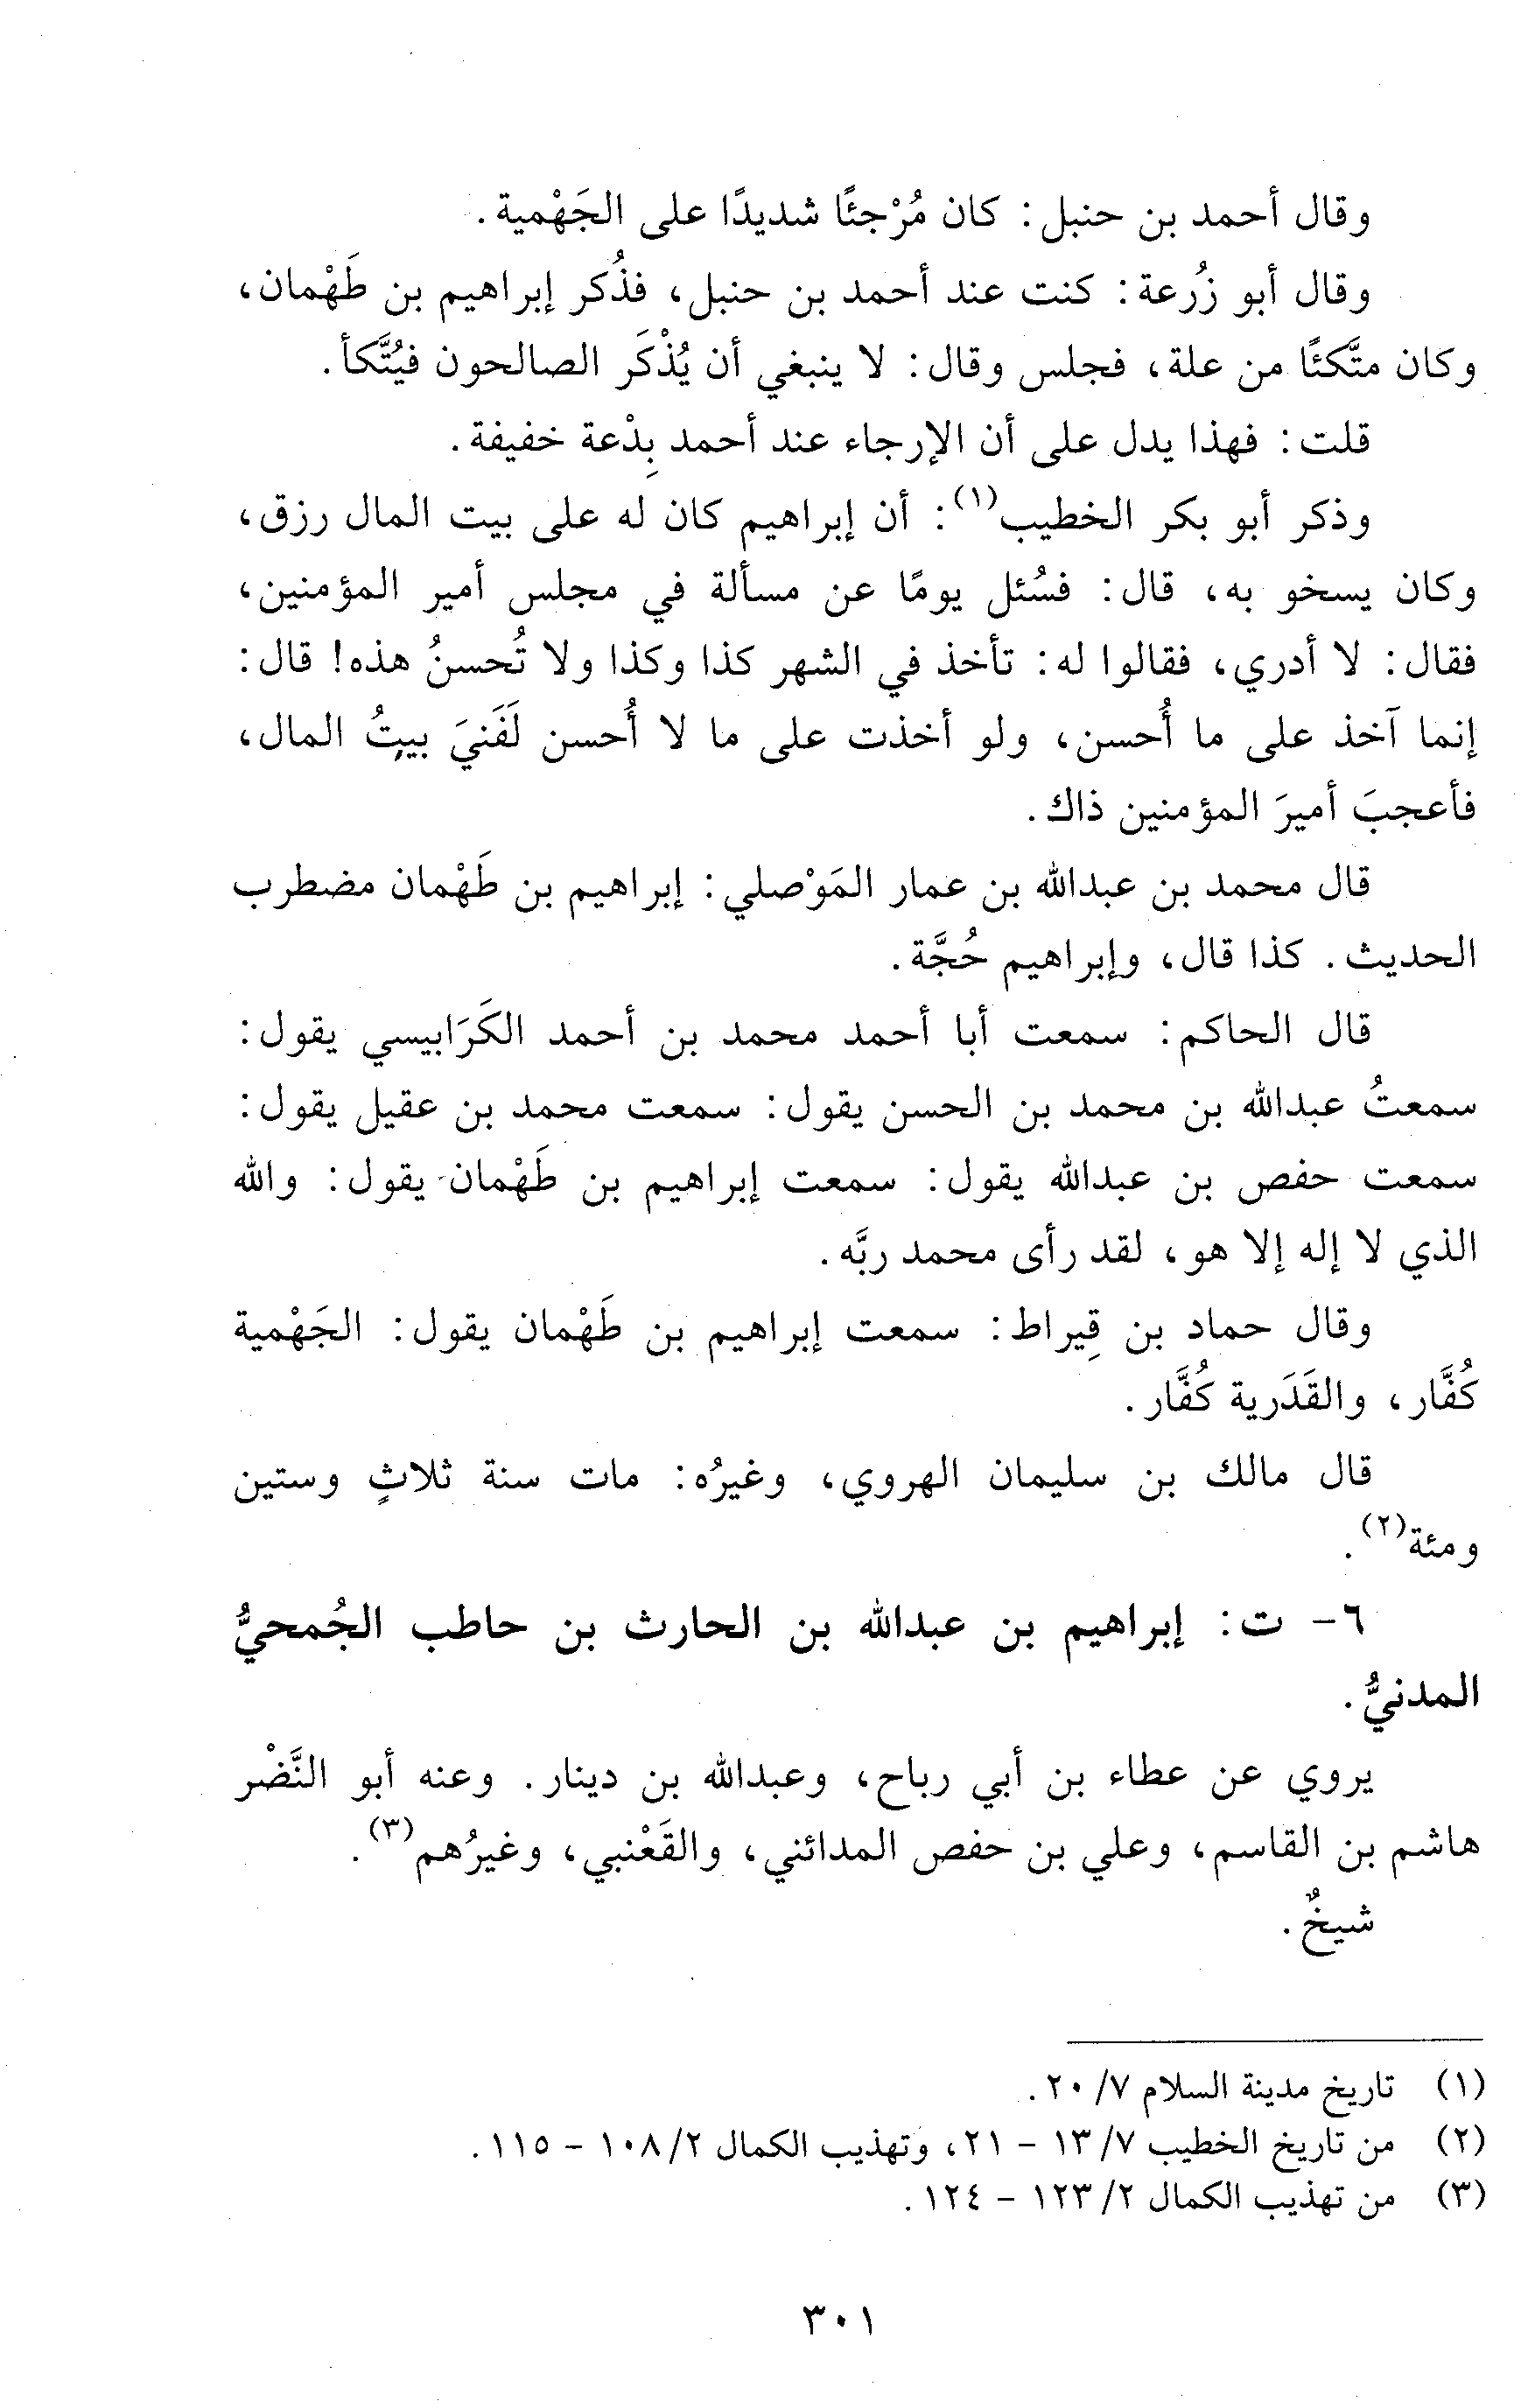 وقال أحمد بن حنبل: كان مُرْجئًا شديدًا على الجَهْمية.
وقال أبو زُرعة: كنت عند أحمد بن حنبل، فذُكر إبراهيم بن طَهْمان،
وكان متَّكئًا من علة، فجلس وقال: لا ينبغي أن يُذْكَر الصالحون فيُتَّكأ.
قلت: فهذا يدل على أن الإرجاء عند أحمد بِدْعة خفيفة.
وذكر أبو بكر الخطيب(١): أن إبراهيم كان له على بيت المال رزق،
وكان يسخو به، قال: فسُئل يومًا عن مسألة في مجلس أمير المؤمنين،
فقال: لا أدري، فقالوا له: تأخذ في الشهر كذا وكذا ولا تُحسنُ هذه! قال:
إنما آخذ على ما أُحسن، ولو أخذت على ما لا أُحسن لَفَنيَ بيتُ المال،
فأعجبَ أميرَ المؤمنين ذاك.
قال محمد بن عبدالله بن عمار المَوْصلي: إبراهيم بن طَهْمان مضطرب
الحديث. كذا قال، وإبراهيم حُجَّة.
قال الحاكم: سمعت أبا أحمد محمد بن أحمد الكَرَابيسي يقول:
سمعتُ عبدالله بن محمد بن الحسن يقول: سمعت محمد بن عقيل يقول:
سمعت حفص بن عبدالله يقول: سمعت إبراهيم بن طَهْمان يقول: والله
الذي لا إله إلا هو، لقد رأى محمد ربَّه.
وقال حماد بن قِيراط: سمعت إبراهيم بن طَهْمان يقول: الجَهْمية
كُفَّار، والقَدَرية كُفَّار.
قال مالك بن سليمان الهروي، وغيرُه: مات سنة ثلاثٍ وستين
ومئة(٢).
٦- ت: إبراهيم بن عبدالله بن الحارث بن حاطب الجُمحيُّ
المدنيُّ.
يروي عن عطاء بن أبي رباح، وعبدالله بن دينار. وعنه أبو النَّضْر
هاشم بن القاسم، وعلي بن حفص المدائني، والقَعْنبي، وغيرُهم(٣).
شيخٌ.
(١) تاريخ مدينة السلام ٧/ ٢٠.
(٢) من تاريخ الخطيب ٧/ ١٣ - ٢١، وتهذيب الكمال ٢/ ١٠٨ - ١١٥.
(٣) من تهذيب الكمال ٢/ ١٢٣ - ١٢٤.
٣٠١